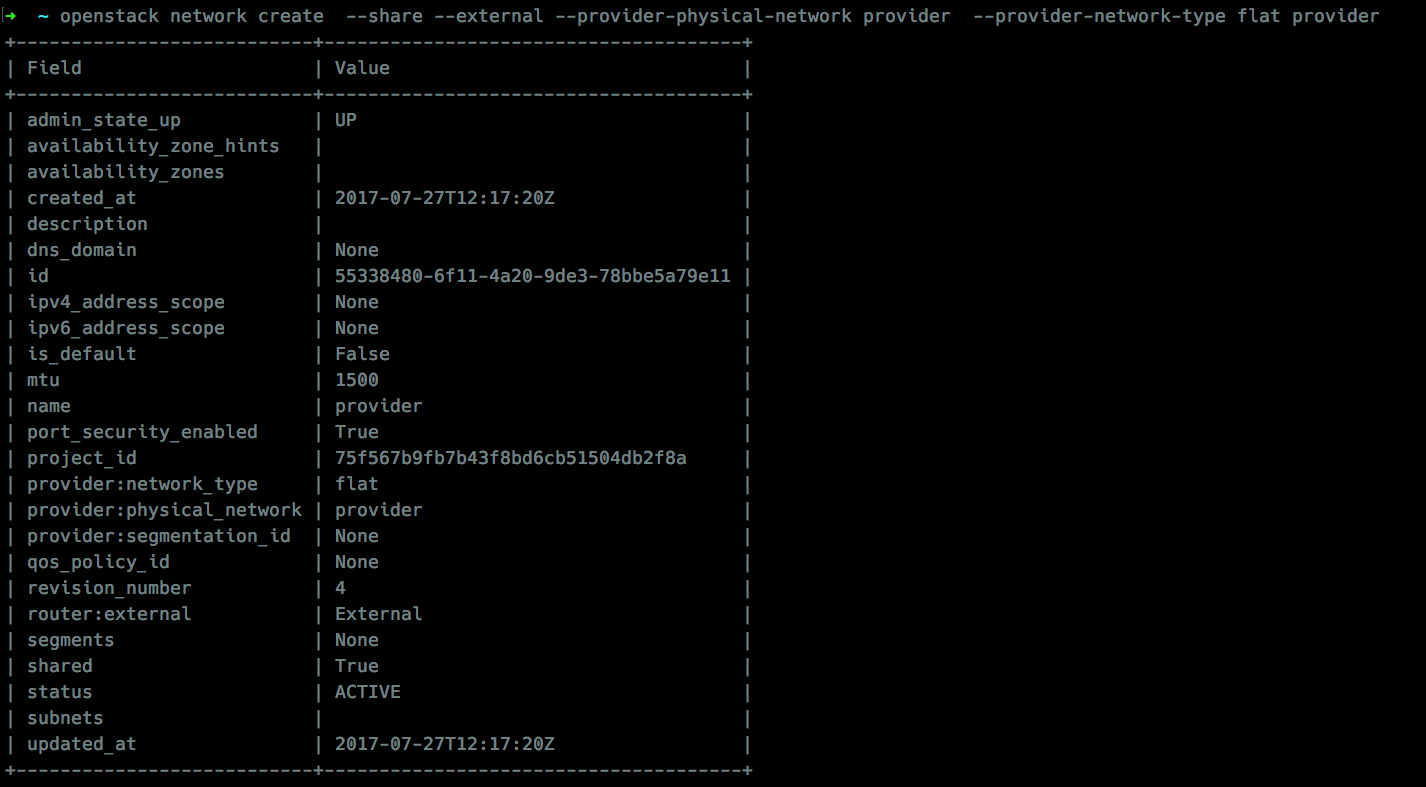 →  ~ openstack network create  --share --external --provider-physical-network provider  --provider-network-type flat provider
+---------------------------+--------------------------------------+
| Field                     | Value                                |
+---------------------------+--------------------------------------+
| admin_state_up            | UP                                   |
| availability_zone_hints   |                                      |
| availability_zones        |                                      |
| created_at                | 2017-07-27T12:17:20Z                 |
| description               |                                      |
| dns_domain                | None                                 |
| id                        | 55338480-6f11-4a20-9de3-78bbe5a79e11 |
| ipv4_address_scope        | None                                 |
| ipv6_address_scope        | None                                 |
| is_default                | False                                |
| mtu                       | 1500                                 |
| name                      | provider                             |
| port_security_enabled     | True                                 |
| project_id                | 75f567b9fb7b43f8bd6cb51504db2f8a     |
| provider:network_type     | flat                                 |
| provider:physical_network | provider                             |
| provider:segmentation_id  | None                                 |
| qos_policy_id             | None                                 |
| revision_number           | 4                                    |
| router:external           | External                             |
| segments                  | None                                 |
| shared                    | True                                 |
| status                    | ACTIVE                               |
| subnets                   |                                      |
| updated_at                | 2017-07-27T12:17:20Z                 |
+---------------------------+--------------------------------------+